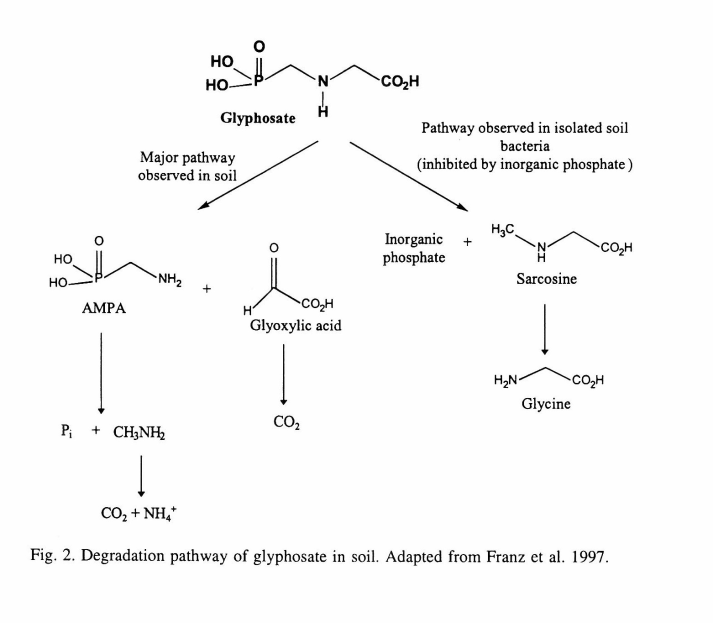 O
HO
HO
P
N
H
CO₂H
Glyphosate
Major pathway
observed in soil
Pathway observed in isolated soil
bacteria
(inhibited by inorganic phosphate )
O
HO
HO
P
NH₂
AMPA
+
O
H
CO₂H
Glyoxylic acid
Inorganic
phosphate
+
H₃C
N
H
CO₂H
Sarcosine
H₂N
CO₂H
Glycine
Pᵢ + CH₃NH₂
CO₂
CO₂ + NH₄⁺
Fig. 2. Degradation pathway of glyphosate in soil. Adapted from Franz et al. 1997.